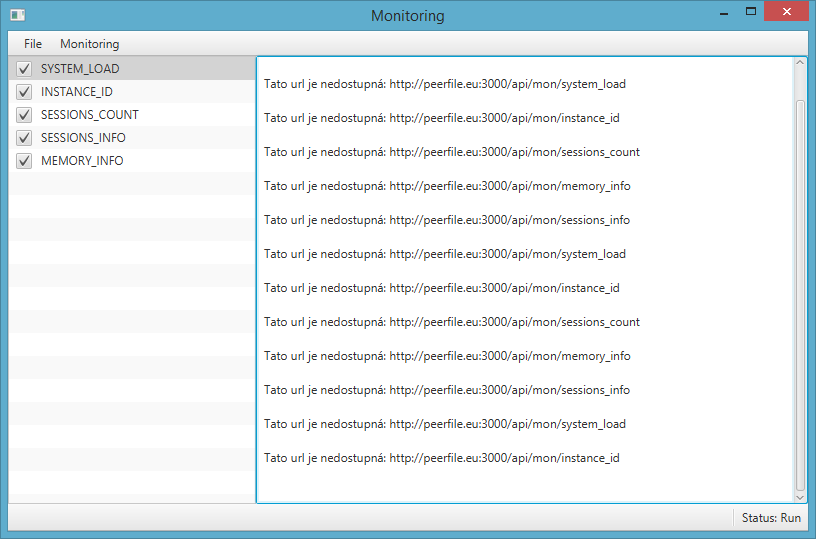 Monitoring
File Monitoring
SYSTEM_LOAD
INSTANCE_ID
SESSIONS_COUNT
SESSIONS_INFO
MEMORY_INFO
Tato url je nedostupná: http://peerfile.eu:3000/api/mon/system_load
Tato url je nedostupná: http://peerfile.eu:3000/api/mon/instance_id
Tato url je nedostupná: http://peerfile.eu:3000/api/mon/sessions_count
Tato url je nedostupná: http://peerfile.eu:3000/api/mon/memory_info
Tato url je nedostupná: http://peerfile.eu:3000/api/mon/sessions_info
Tato url je nedostupná: http://peerfile.eu:3000/api/mon/system_load
Tato url je nedostupná: http://peerfile.eu:3000/api/mon/instance_id
Tato url je nedostupná: http://peerfile.eu:3000/api/mon/sessions_count
Tato url je nedostupná: http://peerfile.eu:3000/api/mon/memory_info
Tato url je nedostupná: http://peerfile.eu:3000/api/mon/sessions_info
Tato url je nedostupná: http://peerfile.eu:3000/api/mon/system_load
Tato url je nedostupná: http://peerfile.eu:3000/api/mon/instance_id
Status: Run